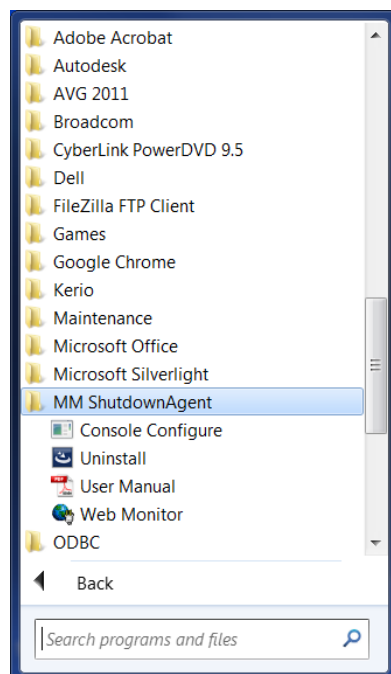 Adobe Acrobat
Autodesk
AVG 2011
Broadcom
CyberLink PowerDVD 9.5
Dell
FileZilla FTP Client
Games
Google Chrome
Kerio
Maintenance
Microsoft Office
Microsoft Silverlight
MM ShutdownAgent
Console Configure
Uninstall
User Manual
Web Monitor
ODBC
Back
Search programs and files